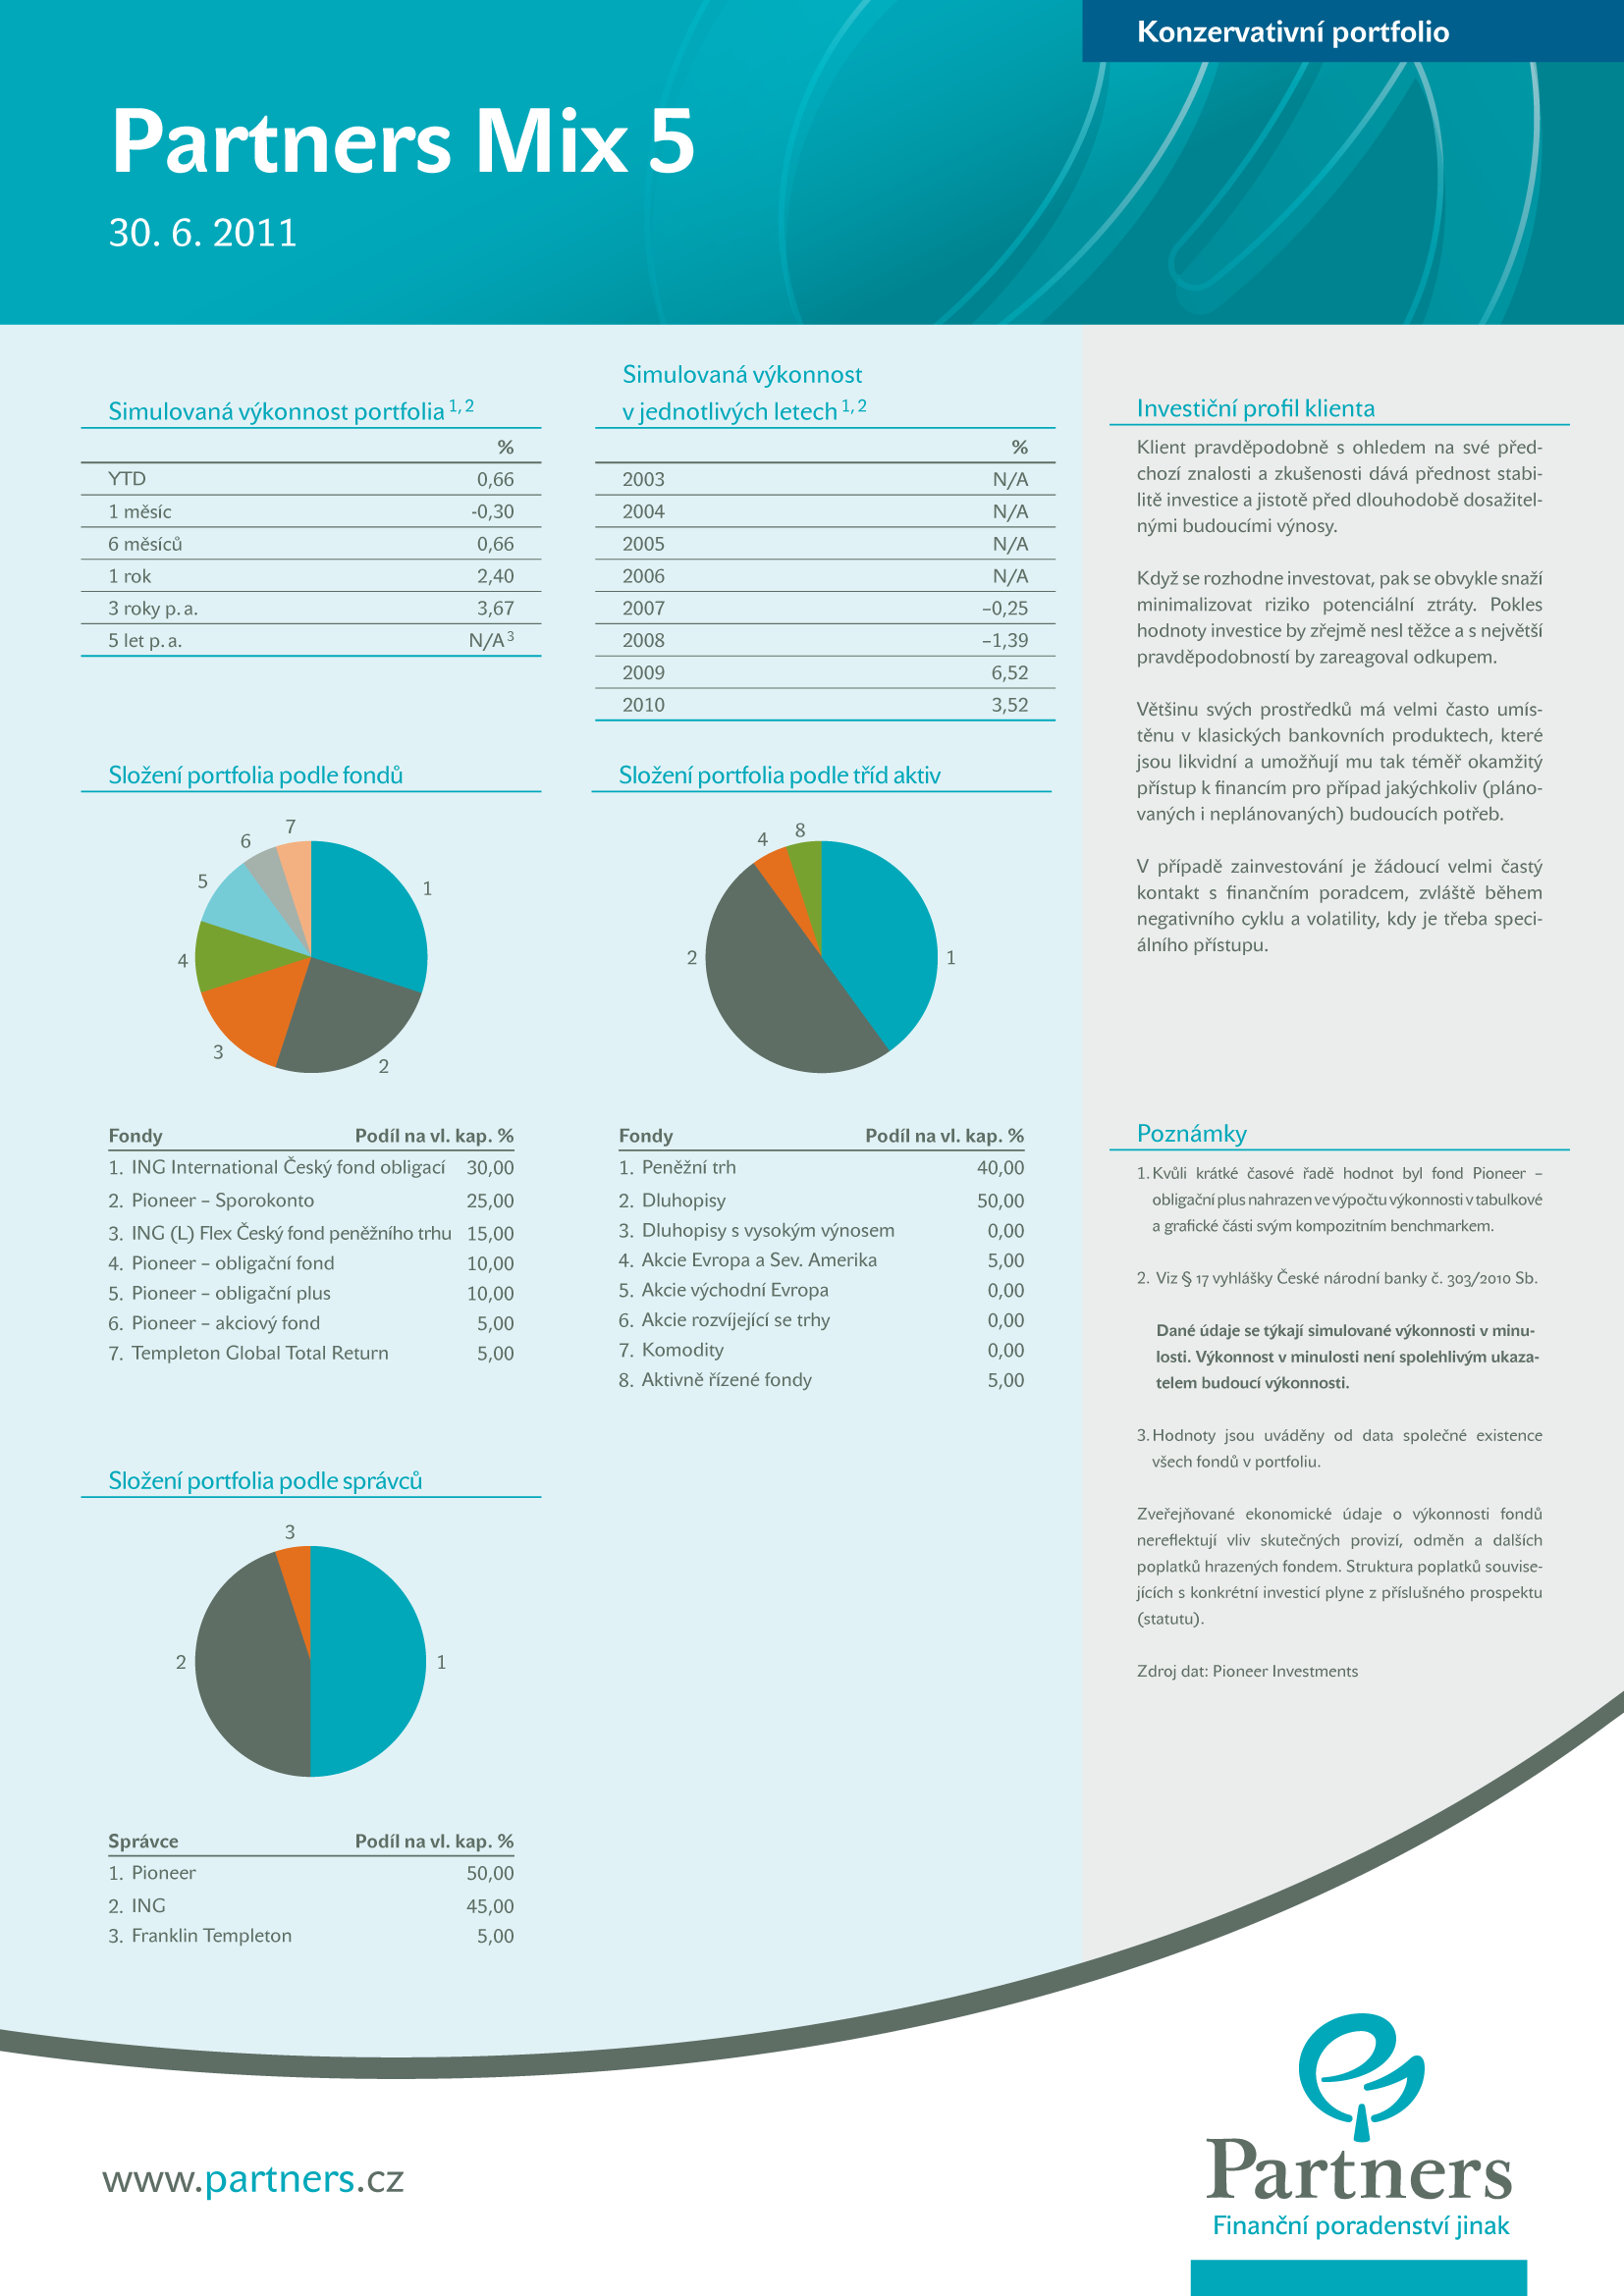 Konzervativní portfolio
Partners Mix 5
30. 6. 2011
Simulovaná výkonnost portfolia 1, 2
%
YTD 0,66
1 měsíc -0,30
6 měsíců 0,66
1 rok 2,40
3 roky p. a. 3,67
5 let p. a. N/A 3
Simulovaná výkonnost
v jednotlivých letech 1, 2
%
2003 N/A
2004 N/A
2005 N/A
2006 N/A
2007 –0,25
2008 –1,39
2009 6,52
2010 3,52
Složení portfolia podle fondů
7
6
1
5
4
3
2
Fondy Podíl na vl. kap. %
1. ING International Český fond obligací 30,00
2. Pioneer – Sporokonto 25,00
3. ING (L) Flex Český fond peněžního trhu 15,00
4. Pioneer – obligační fond 10,00
5. Pioneer – obligační plus 10,00
6. Pioneer – akciový fond 5,00
7. Templeton Global Total Return 5,00
Složení portfolia podle tříd aktiv
8
4
2
1
Fondy Podíl na vl. kap. %
1. Peněžní trh 40,00
2. Dluhopisy 50,00
3. Dluhopisy s vysokým výnosem 0,00
4. Akcie Evropa a Sev. Amerika 5,00
5. Akcie východní Evropa 0,00
6. Akcie rozvíjející se trhy 0,00
7. Komodity 0,00
8. Aktivně řízené fondy 5,00
Složení portfolia podle správců
3
2
1
Správce Podíl na vl. kap. %
1. Pioneer 50,00
2. ING 45,00
3. Franklin Templeton 5,00
Investiční profil klienta
Klient pravděpodobně s ohledem na své před-
chozí znalosti a zkušenosti dává přednost stabi-
litě investice a jistotě před dlouhodobě dosažitel-
nými budoucími výnosy.
Když se rozhodne investovat, pak se obvykle snaží
minimalizovat riziko potenciální ztráty. Pokles
hodnoty investice by zřejmě nesl těžce a s největší
pravděpodobností by zareagoval odkupem.
Většinu svých prostředků má velmi často umís-
těnu v klasických bankovních produktech, které
jsou likvidní a umožňují mu tak téměř okamžitý
přístup k financím pro případ jakýchkoliv (pláno-
vaných i neplánovaných) budoucích potřeb.
V případě zainvestování je žádoucí velmi častý
kontakt s finančním poradcem, zvláště během
negativního cyklu a volatility, kdy je třeba speci-
álního přístupu.
Poznámky
1. Kvůli krátké časové řadě hodnot byl fond Pioneer –
obligační plus nahrazen ve výpočtu výkonnosti v tabulkové
a grafické části svým kompozitním benchmarkem.
2. Viz § 17 vyhlášky České národní banky č. 303/2010 Sb.
Dané údaje se týkají simulované výkonnosti v minu-
losti. Výkonnost v minulosti není spolehlivým ukaza-
telem budoucí výkonnosti.
3. Hodnoty jsou uváděny od data společné existence
všech fondů v portfoliu.
Zveřejňované ekonomické údaje o výkonnosti fondů
nereflektují vliv skutečných provizí, odměn a dalších
poplatků hrazených fondem. Struktura poplatků souvise-
jících s konkrétní investicí plyne z příslušného prospektu
(statutu).
Zdroj dat: Pioneer Investments
www.partners.cz
Partners
Finanční poradenství jinak